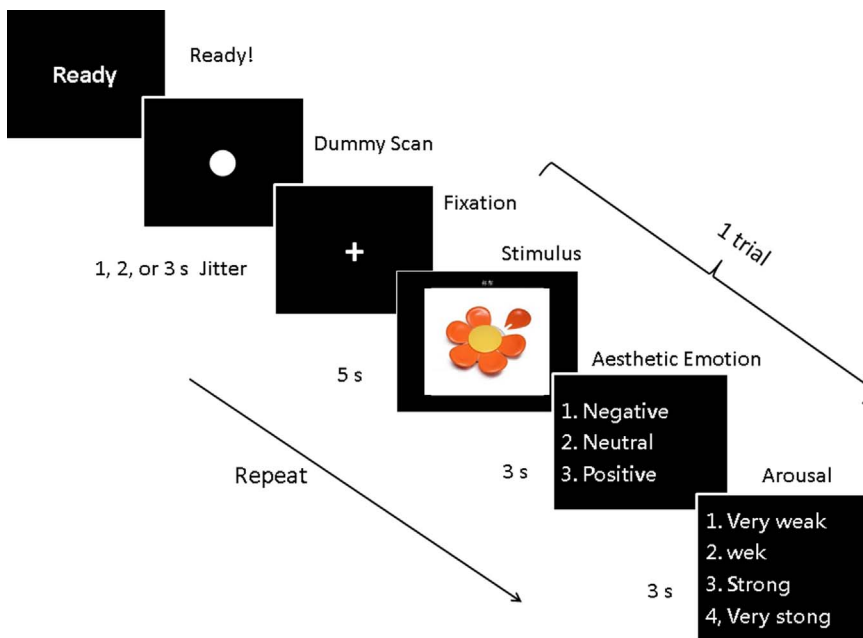 Ready
Ready!
Dummy Scan
Fixation
1, 2, or 3 s Jitter
Stimulus
1 trial
5 s
Aesthetic Emotion
1. Negative
2. Neutral
3. Positive
3 s
Repeat
Arousal
1. Very weak
2. wek
3. Strong
4, Very stong
3 s